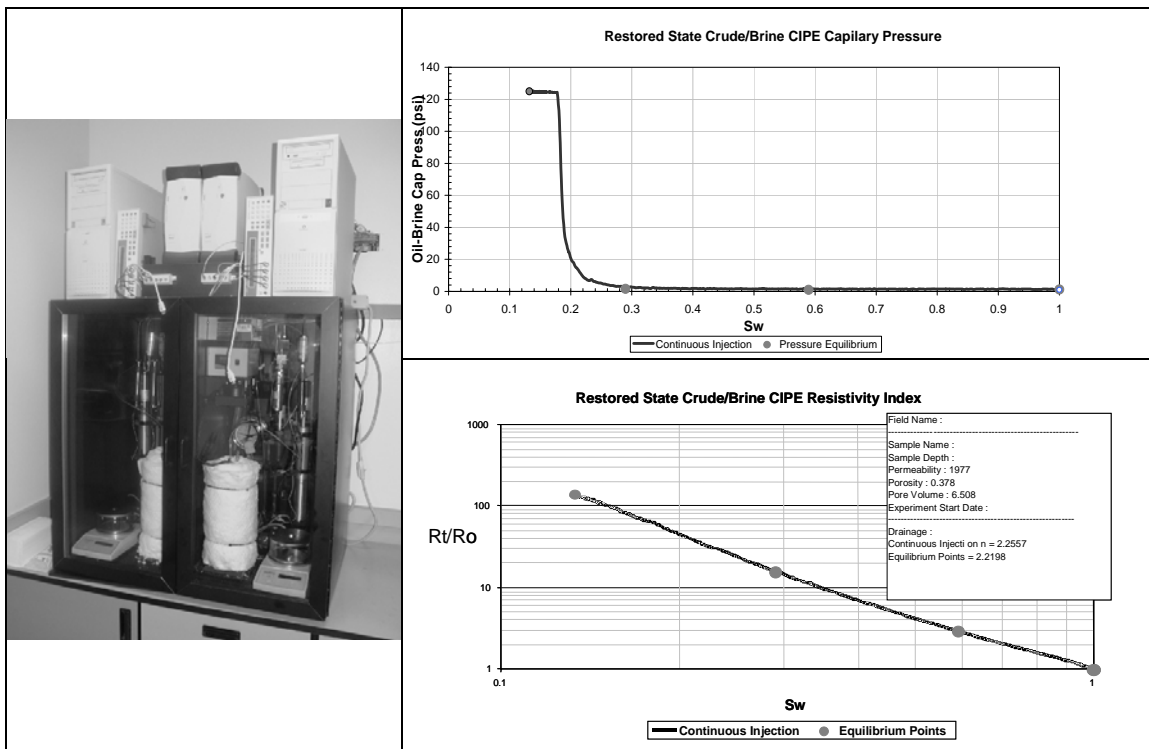 Restored State Crude/Brine CIPE Capilary Pressure
Oil-Brine Cap Press (psi)
140
120
100
80
60
40
20
0
0 0.1 0.2 0.3 0.4 0.5 0.6 0.7 0.8 0.9 1
Sw
Continuous Injection Pressure Equilibrium
Restored State Crude/Brine CIPE Resistivity Index
Rt/Ro
1000
100
10
1
0.1 1
Sw
Continuous Injection Equilibrium Points
Field Name :
Sample Name :
Sample Depth :
Permeability : 1977
Porosity : 0.378
Pore Volume : 6.508
Experiment Start Date :
Drainage :
Continuous Injecti on n = 2.2557
Equilibrium Points = 2.2198